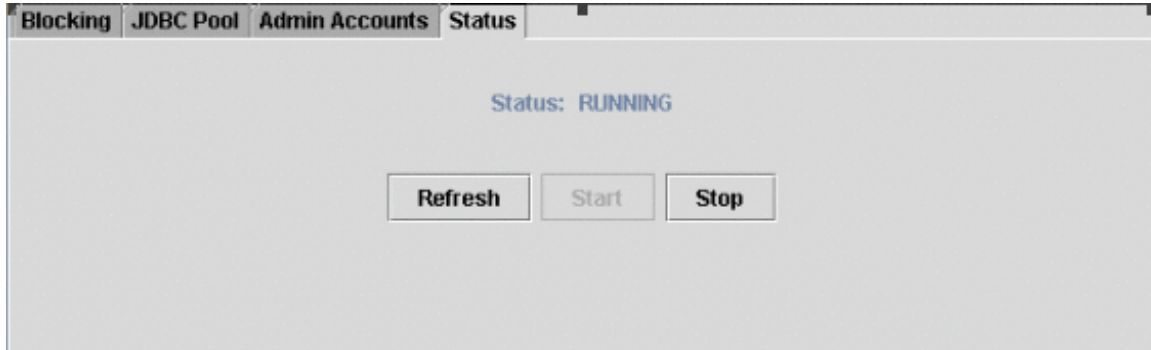 Blocking JDBC Pool Admin Accounts Status
Status: RUNNING
Refresh Start Stop